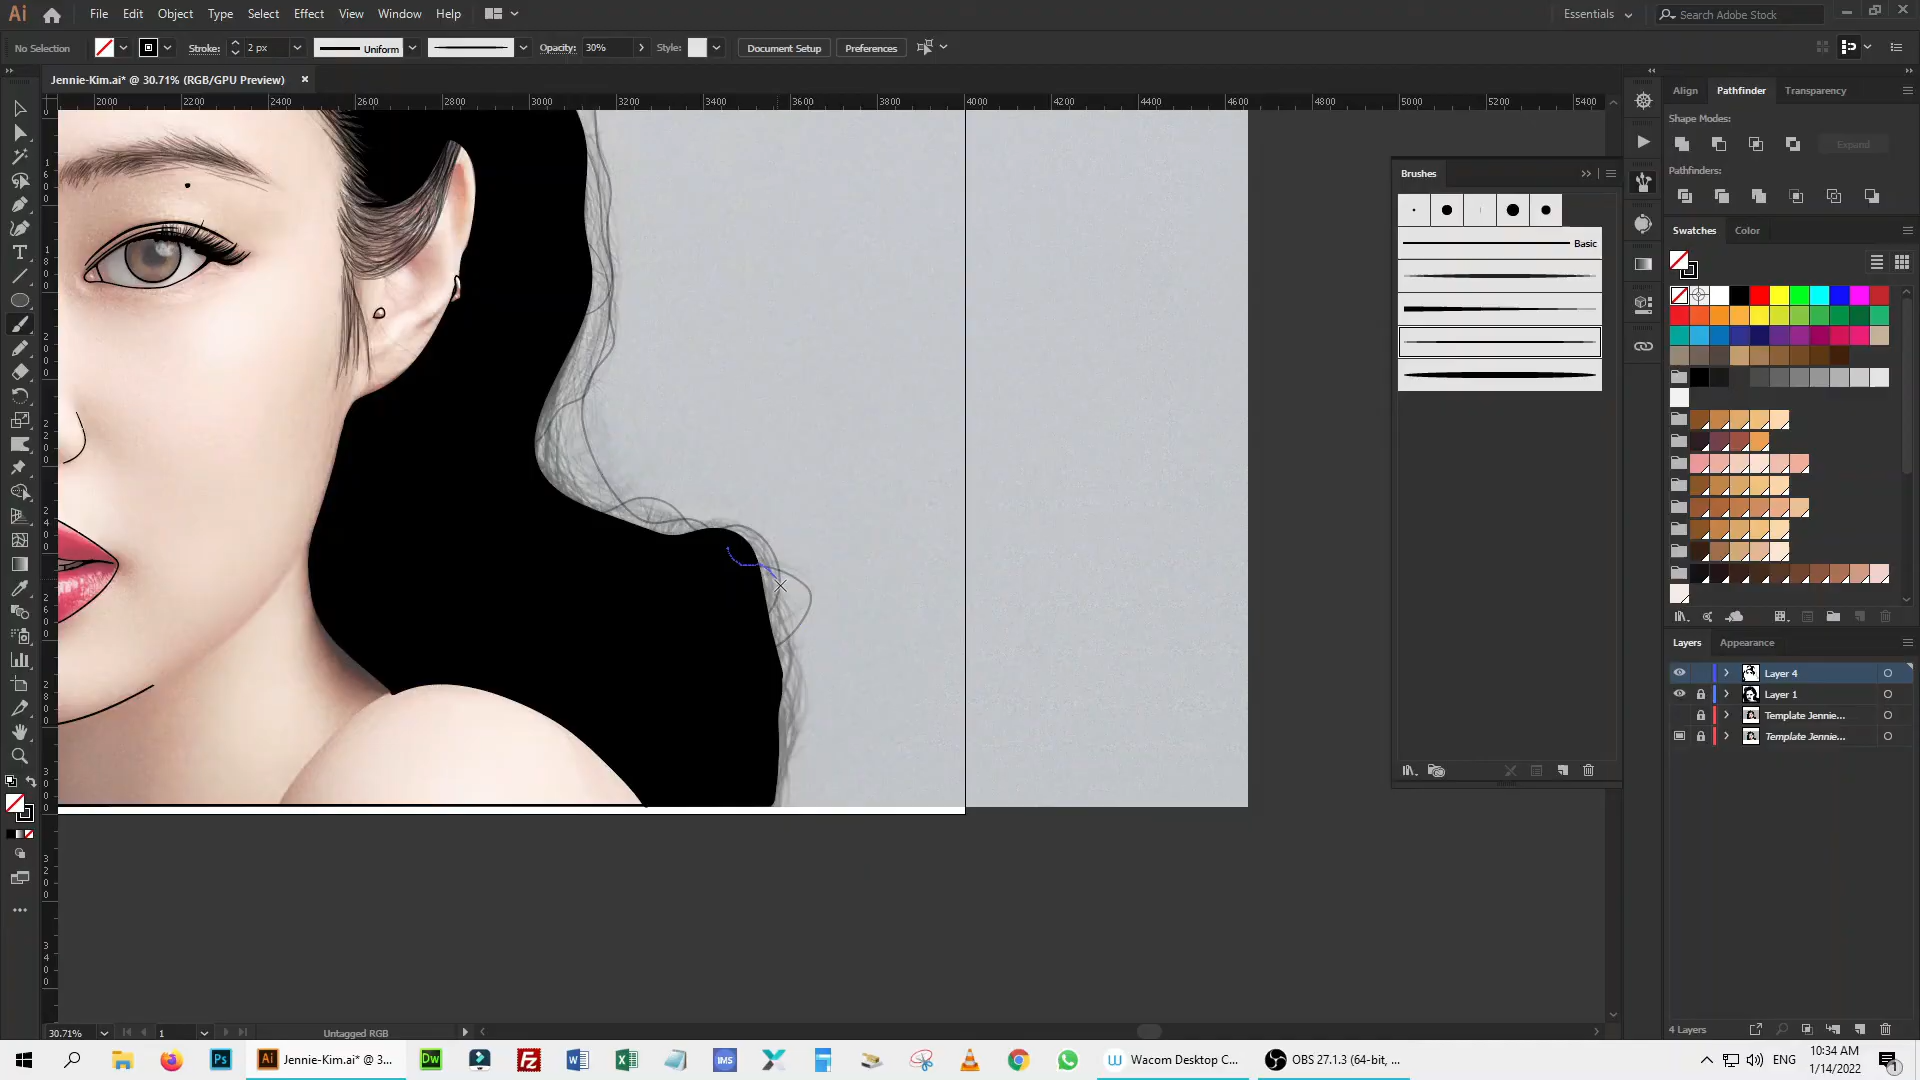 Ai File Edit Object Type Select Effect View Window Help Essentials Search Adobe Stock
No Selection Stroke: 2 px Uniform Opacity: 30% Style: Document Setup Preferences
Jennie-Kim.ai* @ 30.71% (RGB/GPU Preview) ×
2000 2200 2400 2600 2800 3000 3200 3400 3600 3800 4000 4200 4400 4600 4800 5000 5200 5400
Align Pathfinder Transparency
Shape Modes:
Expand
Pathfinders:
Brushes
Basic
Swatches Color
Layers Appearance
Layer 4
Layer 1
Template Jennie...
Template Jennie...
4 Layers
30.71% 1 Untagged RGB
Ps Ai Jennie-Kim.ai* @ 3... Dw IMS Wacom Desktop C... OBS 27.1.3 (64-bit, ... ENG
10:34 AM
1/14/2022